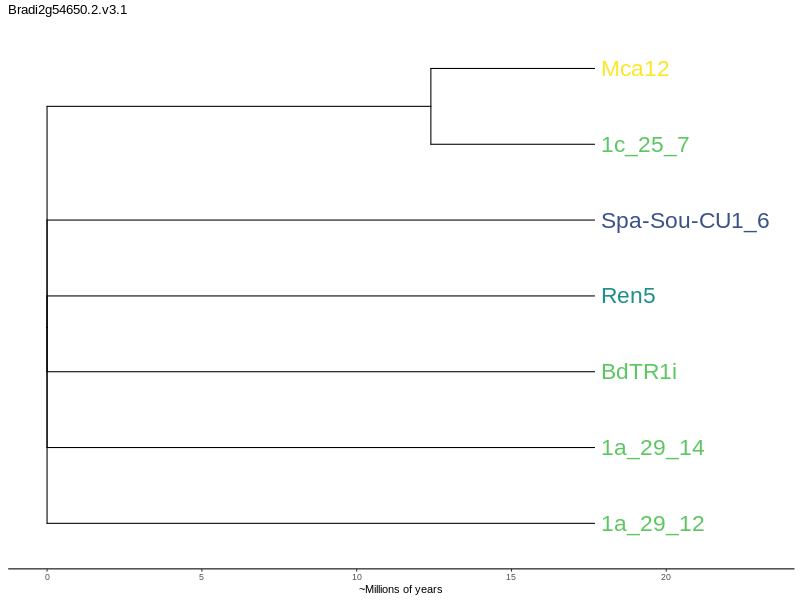 Bradi2g54650.2.v3.1
Mca12
1c_25_7
Spa-Sou-CU1_6
Ren5
BdTR1i
1a_29_14
1a_29_12
0 5 10 15 20
~Millions of years